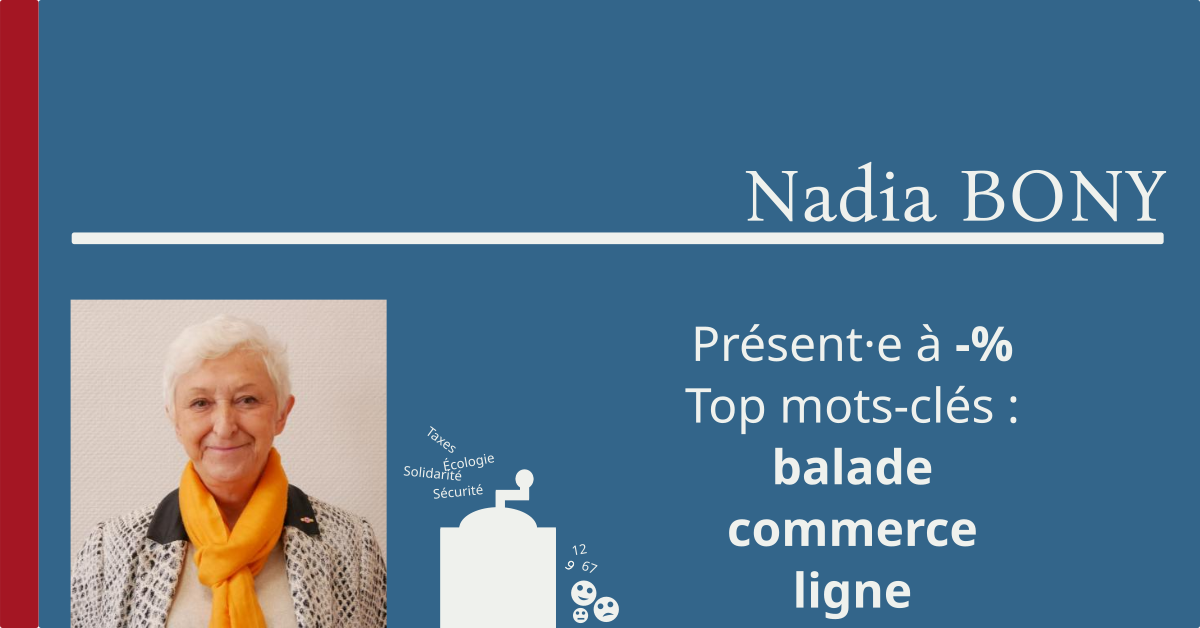 Nadia BONY
Présent·e à -%
Top mots-clés :
balade
commerce
ligne
Taxes
Écologie
Solidarité
Sécurité
12
9 67